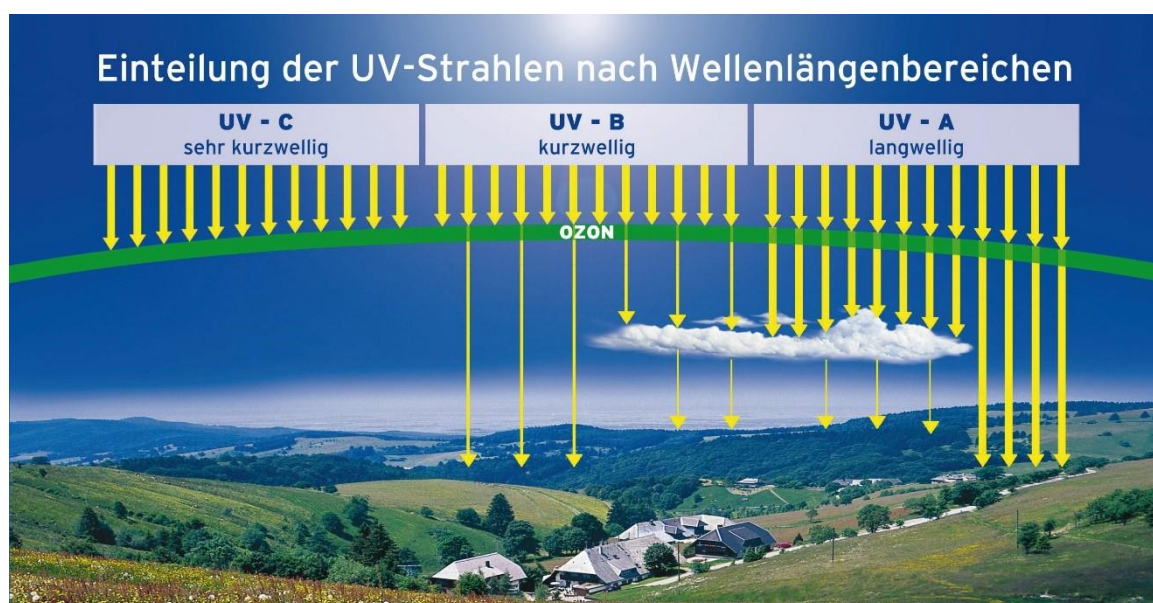 Einteilung der UV-Strahlen nach Wellenlängenbereichen
UV - C
sehr kurzwellig
UV - B
kurzwellig
UV - A
langwellig
OZON